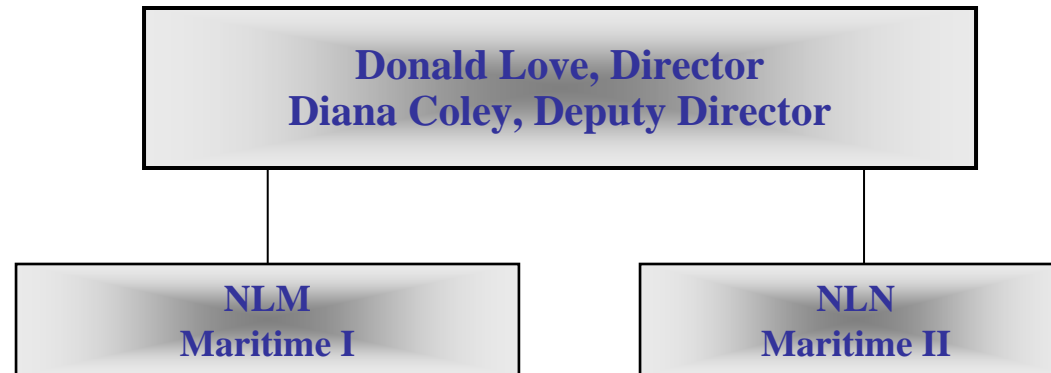 Donald Love, Director
Diana Coley, Deputy Director
NLM
Maritime I
NLN
Maritime II